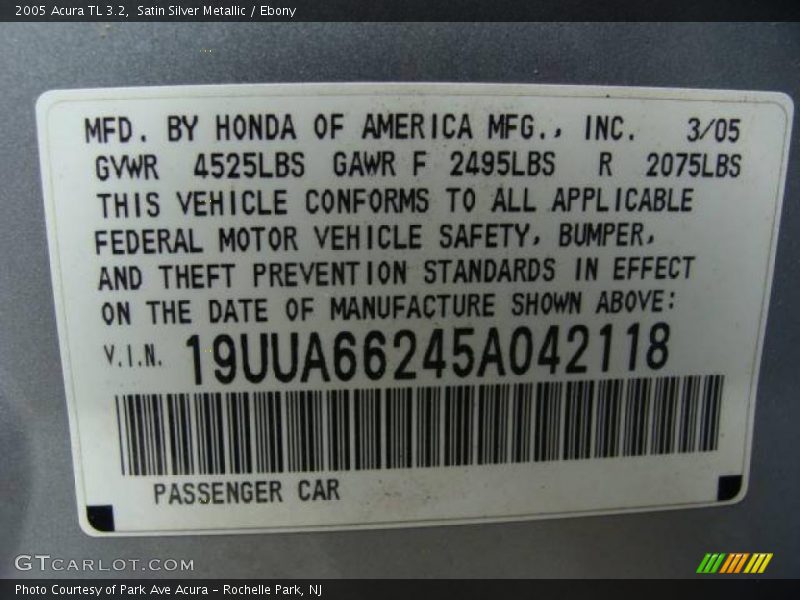 2005 Acura TL 3.2,  Satin Silver Metallic / Ebony
MFD. BY HONDA OF AMERICA MFG., INC. 3/05
GVWR 4525LBS GAWR F 2495LBS R 2075LBS
THIS VEHICLE CONFORMS TO ALL APPLICABLE
FEDERAL MOTOR VEHICLE SAFETY, BUMPER,
AND THEFT PREVENTION STANDARDS IN EFFECT
ON THE DATE OF MANUFACTURE SHOWN ABOVE:
V.I.N. 19UUA66245A042118
PASSENGER CAR
GTCARLOT.COM
Photo Courtesy of Park Ave Acura - Rochelle Park, NJ